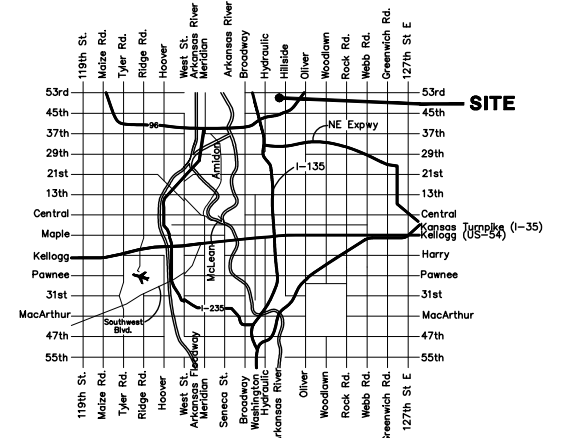 119th St.
Maize Rd.
Tyler Rd.
Ridge Rd.
Hoover
West St.
Arkansas River
Meridian
Arkansas River
Broadway
Hydraulic
Hillside
Oliver
Woodlawn
Rock Rd.
Webb Rd.
Greenwich Rd.
127th St E
53rd
45th
37th
29th
21st
13th
Central
Maple
Kellogg
Pawnee
31st
MacArthur
47th
55th
96
Amidon
NE Expwy
I-135
McLean
I-235
Southwest
Blvd.
SITE
53rd
45th
37th
29th
21st
13th
Central
Kansas Turnpike (I-35)
Kellogg (US-54)
Harry
Pawnee
31st
MacArthur
47th
55th
119th St.
Maize Rd.
Tyler Rd.
Ridge Rd.
Hoover
West St.
Arkansas Floodway
Meridian
Seneca St.
Broadway
Washington
Hydraulic
Arkansas River
Oliver
Woodlawn
Rock Rd.
Webb Rd.
Greenwich Rd.
127th St E